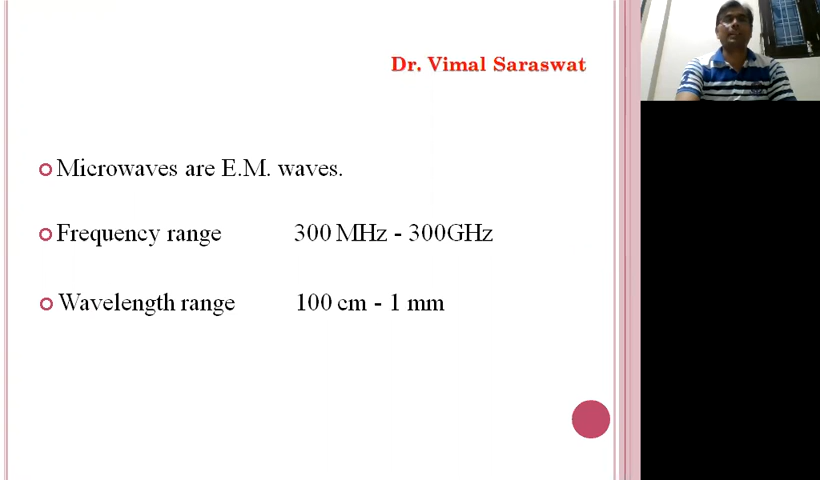 Dr. Vimal Saraswat
Microwaves are E.M. waves.
Frequency range 300 MHz - 300GHz
Wavelength range 100 cm - 1 mm